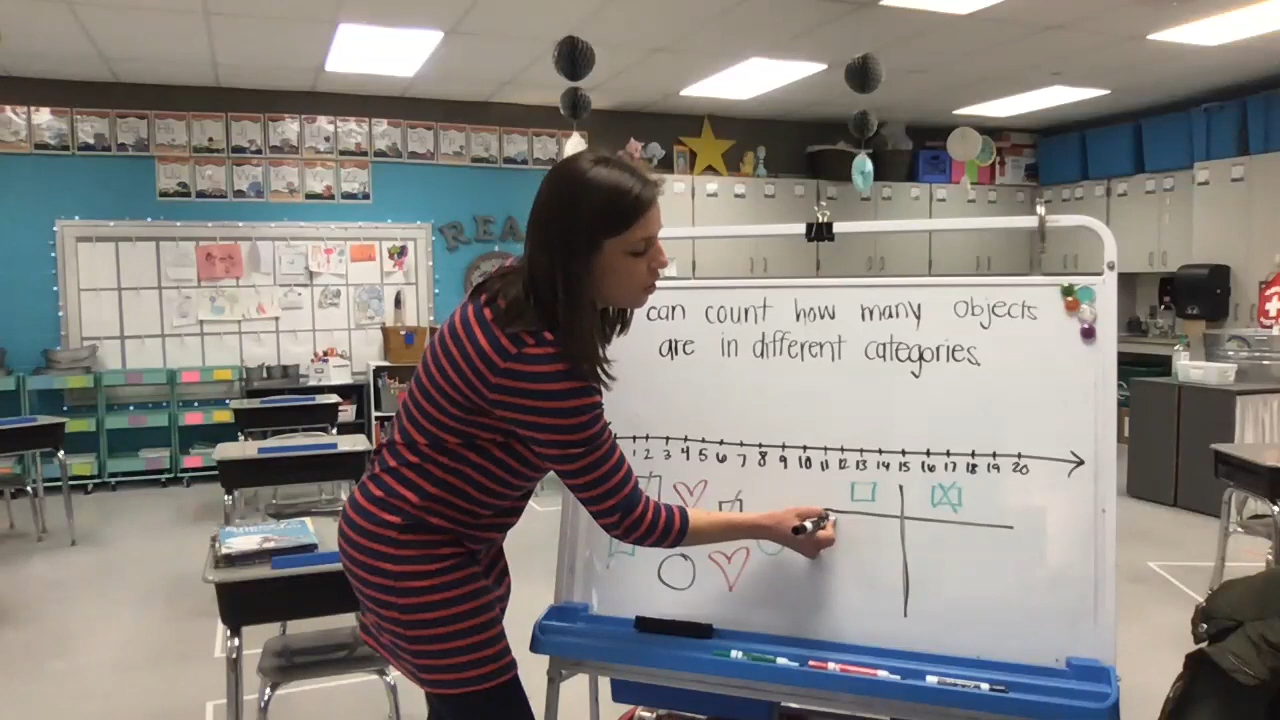 REA
can count how many objects
are in different categories.
1 2 3 4 5 6 7 8 9 10 11 12 13 14 15 16 17 18 19 20